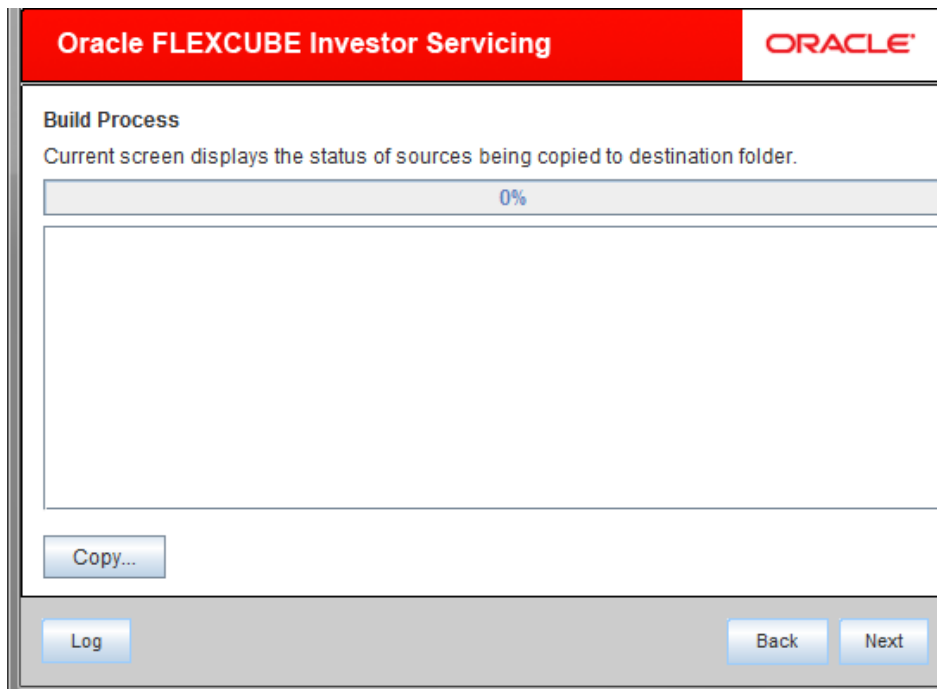 Oracle FLEXCUBE Investor Servicing
ORACLE
Build Process
Current screen displays the status of sources being copied to destination folder.
0%
Copy...
Log
Back
Next